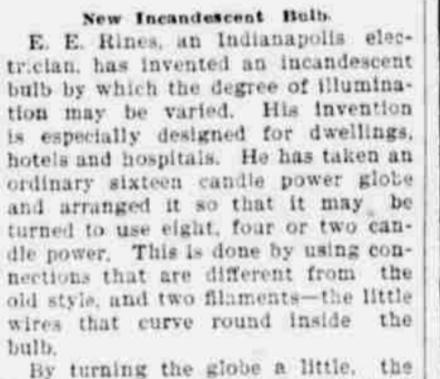 New Incandescent Bulb.
E. E. Rines, an Indianapolis elec-
trician, has invented an incandescent
bulb by which the degree of illumina-
tion may be varied. His invention
is especially designed for dwellings,
hotels and hospitals. He has taken an
ordinary sixteen candle power globe
and arranged it so that it may be
turned to use eight, four or two can-
dle power. This is done by using con-
nections that are different from the
old style, and two filaments—the little
wires that curve round inside the
bulb.
By turning the globe a little, the